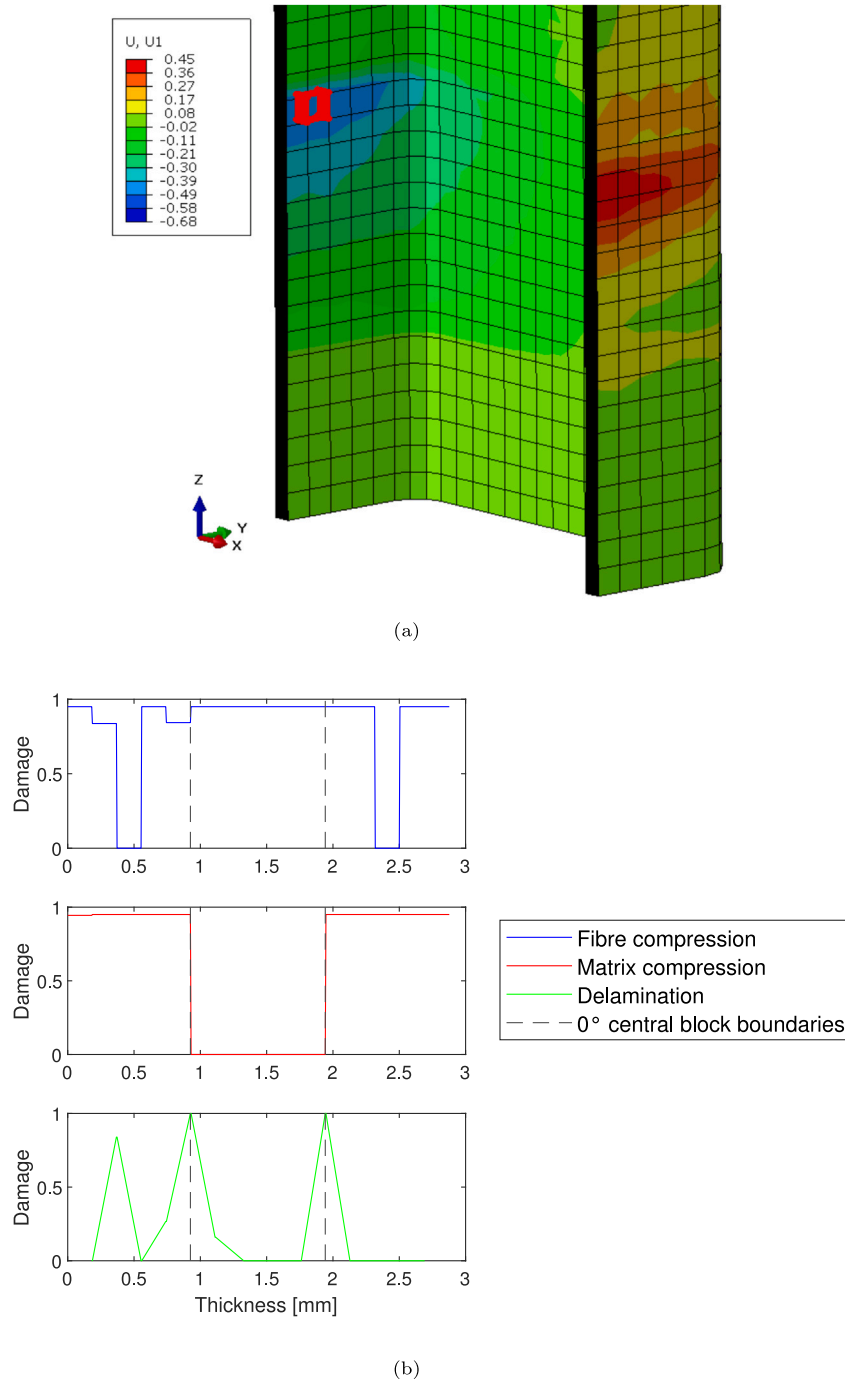 U, U1
0.45
0.36
0.27
0.17
0.08
-0.02
-0.11
-0.21
-0.30
-0.39
-0.49
-0.58
-0.68
Z
Y
X
(a)
1
0.5
0
Damage
0 0.5 1 1.5 2 2.5 3
1
0.5
0
Damage
0 0.5 1 1.5 2 2.5 3
Fibre compression
Matrix compression
Delamination
0° central block boundaries
1
0.5
0
Damage
0 0.5 1 1.5 2 2.5 3
Thickness [mm]
(b)